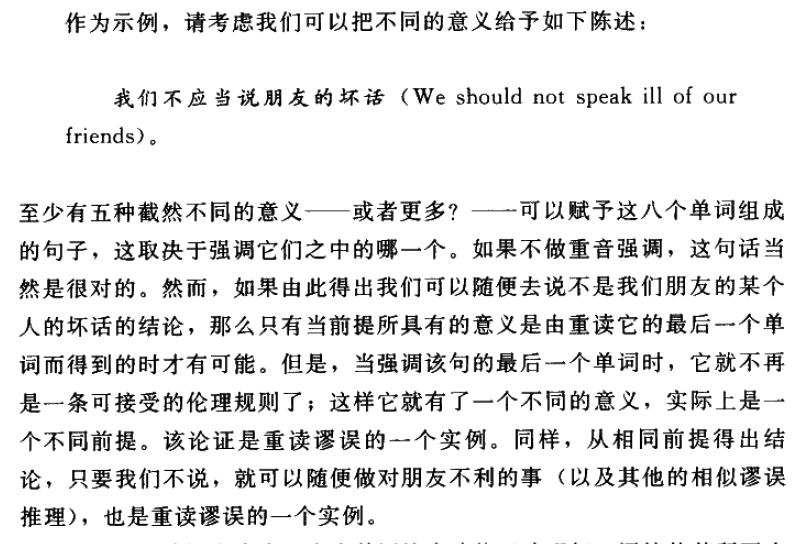 作为示例，请考虑我们可以把不同的意义给予如下陈述：
我们不应当说朋友的坏话（We should not speak ill of our
friends）。
至少有五种截然不同的意义——或者更多？——可以赋予这八个单词组成
的句子，这取决于强调它们之中的哪一个。如果不做重音强调，这句话当
然是很对的。然而，如果由此得出我们可以随便去说不是我们朋友的某个
人的坏话的结论，那么只有当前提所具有的意义是由重读它的最后一个单
词而得到的时才有可能。但是，当强调该句的最后一个单词时，它就不再
是一条可接受的伦理规则了；这样它就有了一个不同的意义，实际上是一
个不同前提。该论证是重读谬误的一个实例。同样，从相同前提得出结
论，只要我们不说，就可以随便做对朋友不利的事（以及其他的相似谬误
推理），也是重读谬误的一个实例。